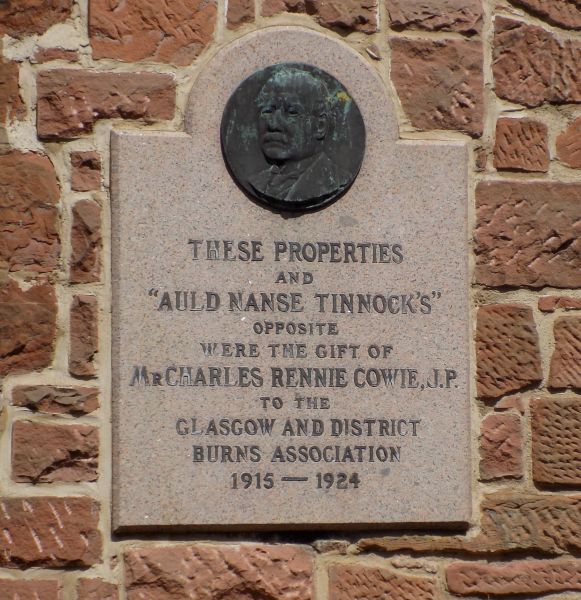 THESE PROPERTIES
AND
"AULD NANSE TINNOCK'S"
OPPOSITE
WERE THE GIFT OF
MR CHARLES RENNIE COWIE, J.P.
TO THE
GLASGOW AND DISTRICT
BURNS ASSOCIATION
1915 — 1924